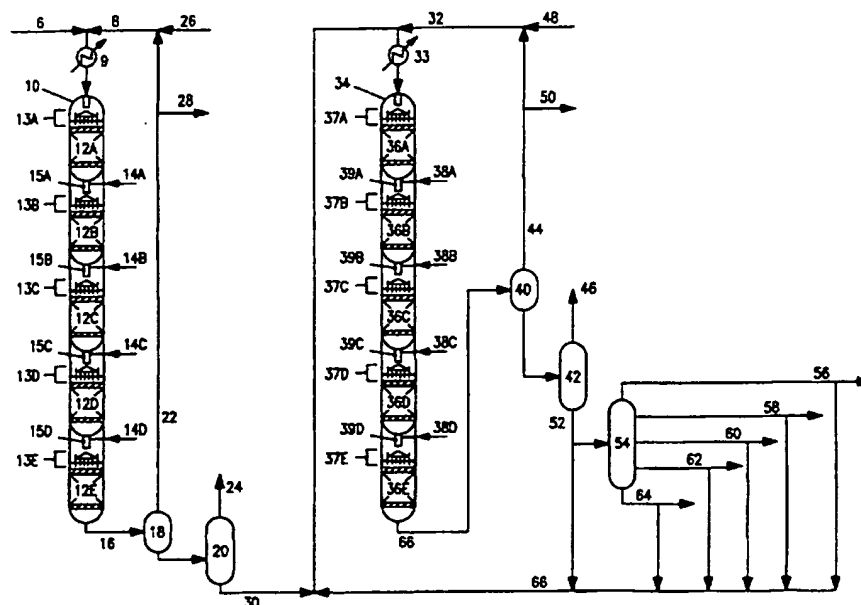 6 8 26 32 48
9 33
10 28 34 50
13A 12A 37A 36A
15A 14A 39A 38A
13B 12B 37B 36B
44
15B 14B 39B 38B
13C 12C 37C 36C 40 46
15C 14C 39C 38C
13D 12D 37D 36D 42 56
22 52 58
15D 14D 39D 38D 54 60
13E 12E 37E 36E 62
24 64
16 18 20 66
30 66